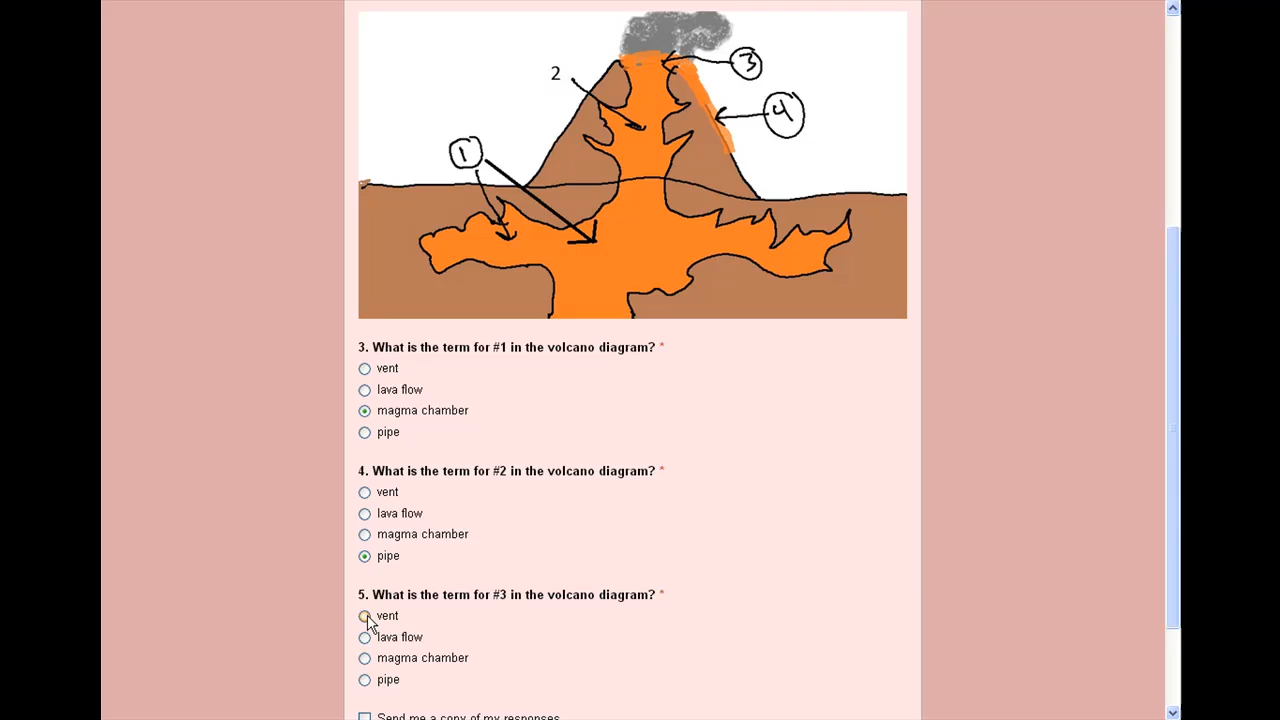 3
2
4
1
3. What is the term for #1 in the volcano diagram? *
vent
lava flow
magma chamber
pipe
4. What is the term for #2 in the volcano diagram? *
vent
lava flow
magma chamber
pipe
5. What is the term for #3 in the volcano diagram? *
vent
lava flow
magma chamber
pipe
Send me a copy of my responses